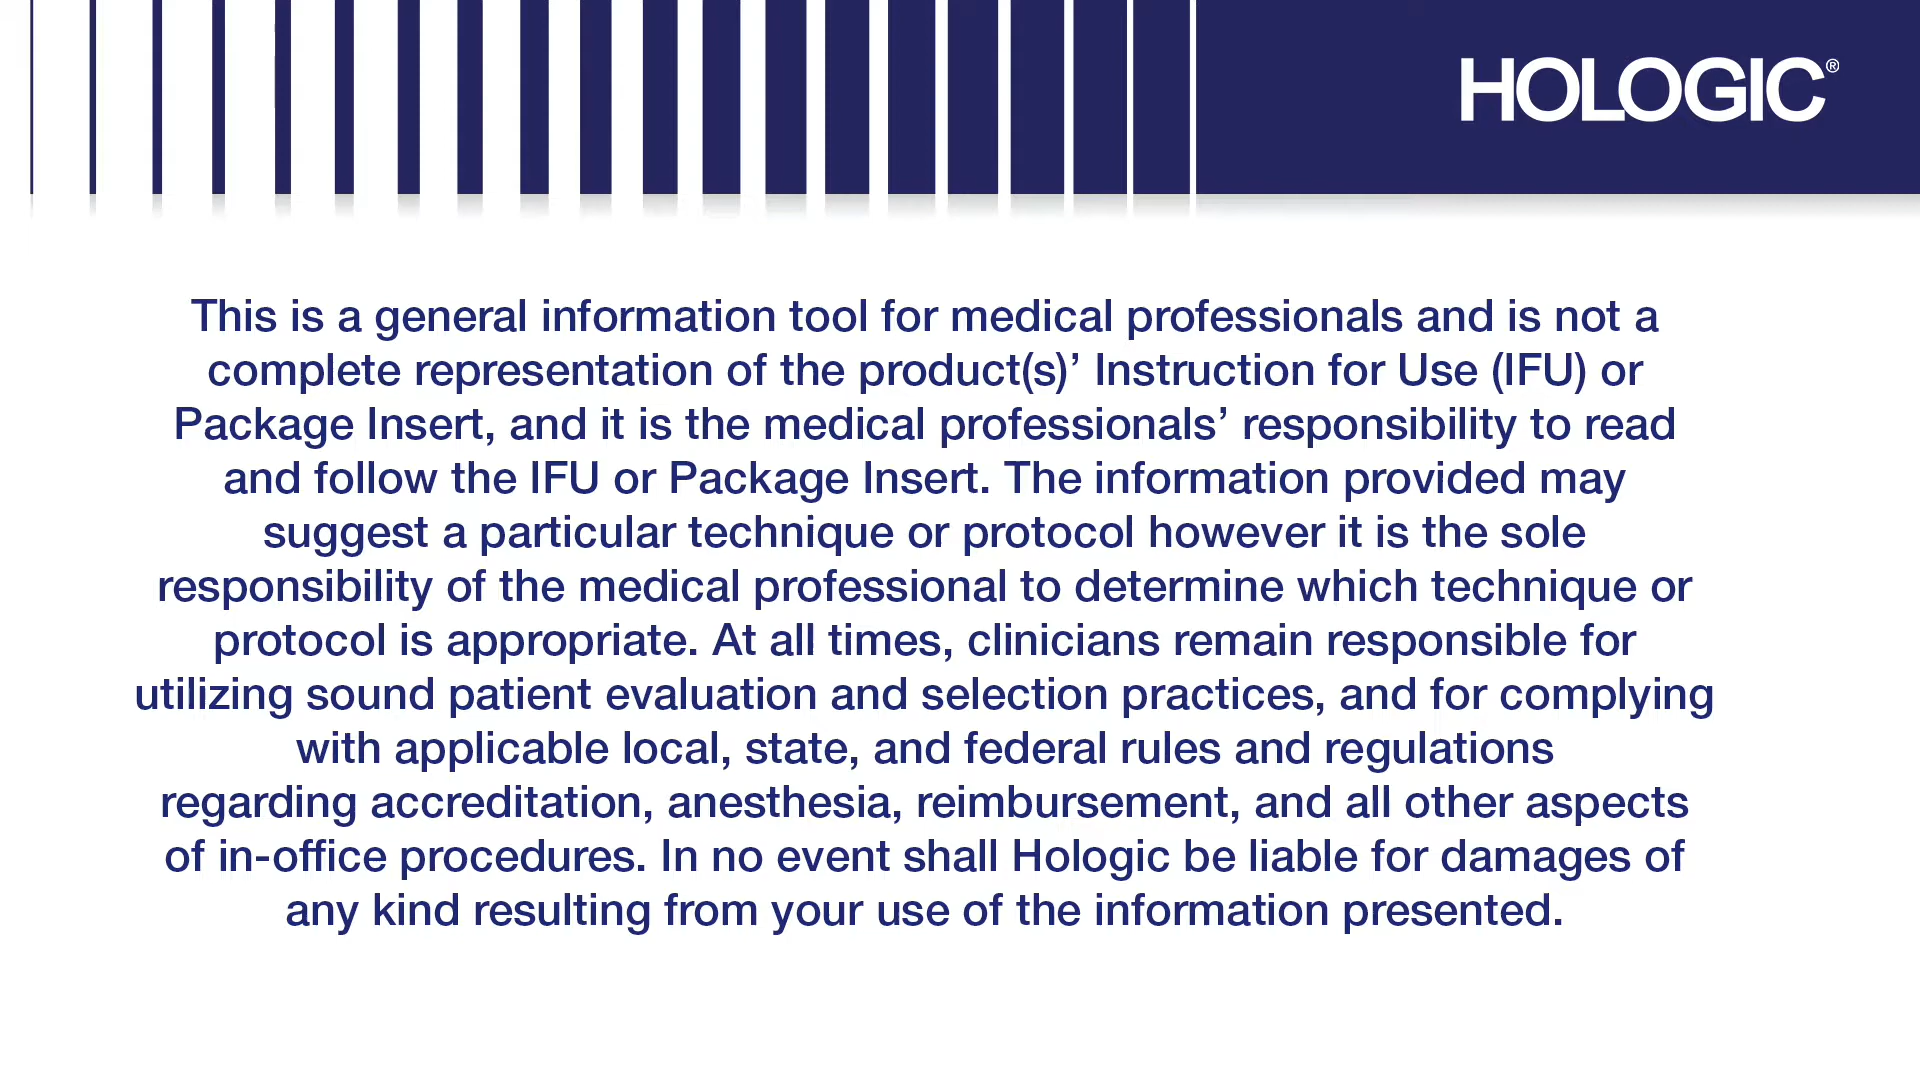 HOLOGIC®
This is a general information tool for medical professionals and is not a
complete representation of the product(s)’ Instruction for Use (IFU) or
Package Insert, and it is the medical professionals’ responsibility to read
and follow the IFU or Package Insert. The information provided may
suggest a particular technique or protocol however it is the sole
responsibility of the medical professional to determine which technique or
protocol is appropriate. At all times, clinicians remain responsible for
utilizing sound patient evaluation and selection practices, and for complying
with applicable local, state, and federal rules and regulations
regarding accreditation, anesthesia, reimbursement, and all other aspects
of in-office procedures. In no event shall Hologic be liable for damages of
any kind resulting from your use of the information presented.